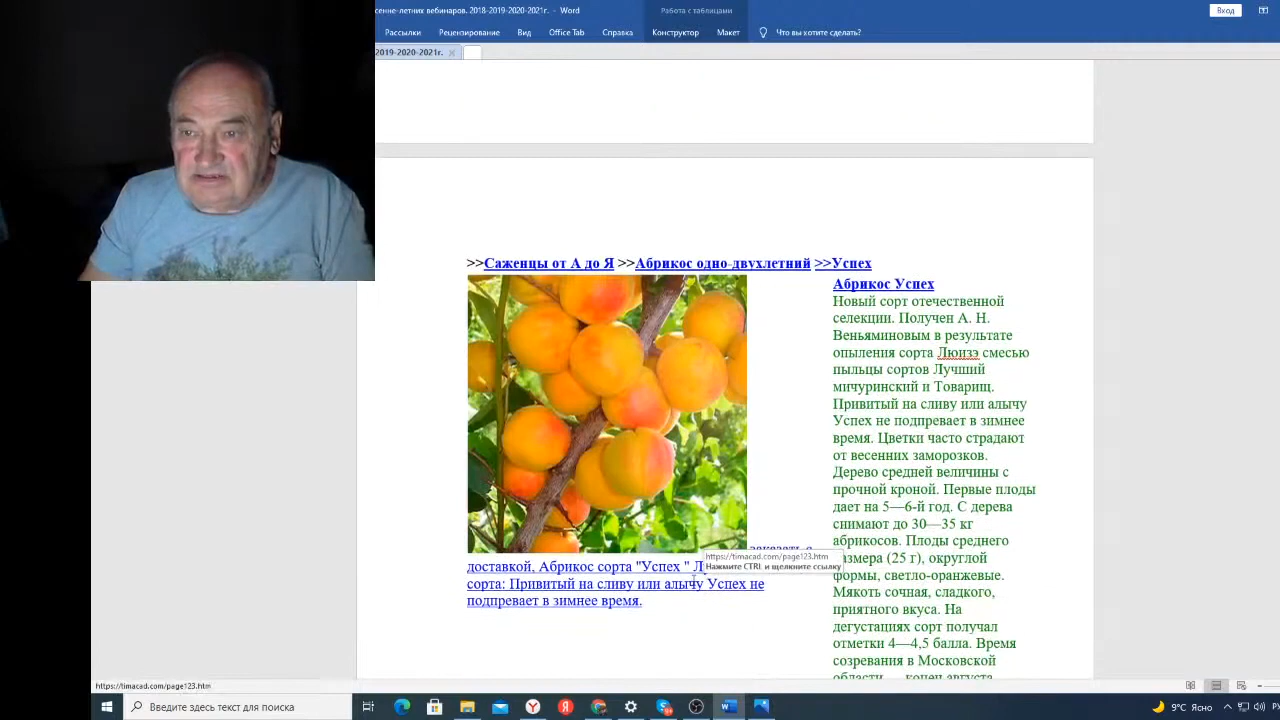 сенне-летних вебинаров. 2018-2019-2020-2021г. - Word
Работа с таблицами
Вход
Рассылки Рецензирование Вид Office Tab Справка Конструктор Макет Что вы хотите сделать?
2019-2020-2021г.
>>Саженцы от А до Я >>Абрикос одно-двухлетний >>Успех
Абрикос Успех
Новый сорт отечественной
селекции. Получен А. Н.
Веньяминовым в результате
опыления сорта Люизэ смесью
пыльцы сортов Лучший
мичуринский и Товарищ.
Привитый на сливу или алычу
Успех не подпревает в зимнее
время. Цветки часто страдают
от весенних заморозков.
Дерево средней величины с
прочной кроной. Первые плоды
дает на 5—6-й год. С дерева
снимают до 30—35 кг
абрикосов. Плоды среднего
размера (25 г), округлой
формы, светло-оранжевые.
Мякоть сочная, сладкого,
приятного вкуса. На
дегустациях сорт получал
отметки 4—4,5 балла. Время
созревания в Московской
области — конец августа
заказать с
доставкой, Абрикос сорта "Успех "
сорта: Привитый на сливу или алычу Успех не
подпревает в зимнее время.
https://timacad.com/page123.htm
Нажмите CTRL и щелкните ссылку
https://timacad.com/page123.htm
Введите здесь текст для поиска
9°C Ясно